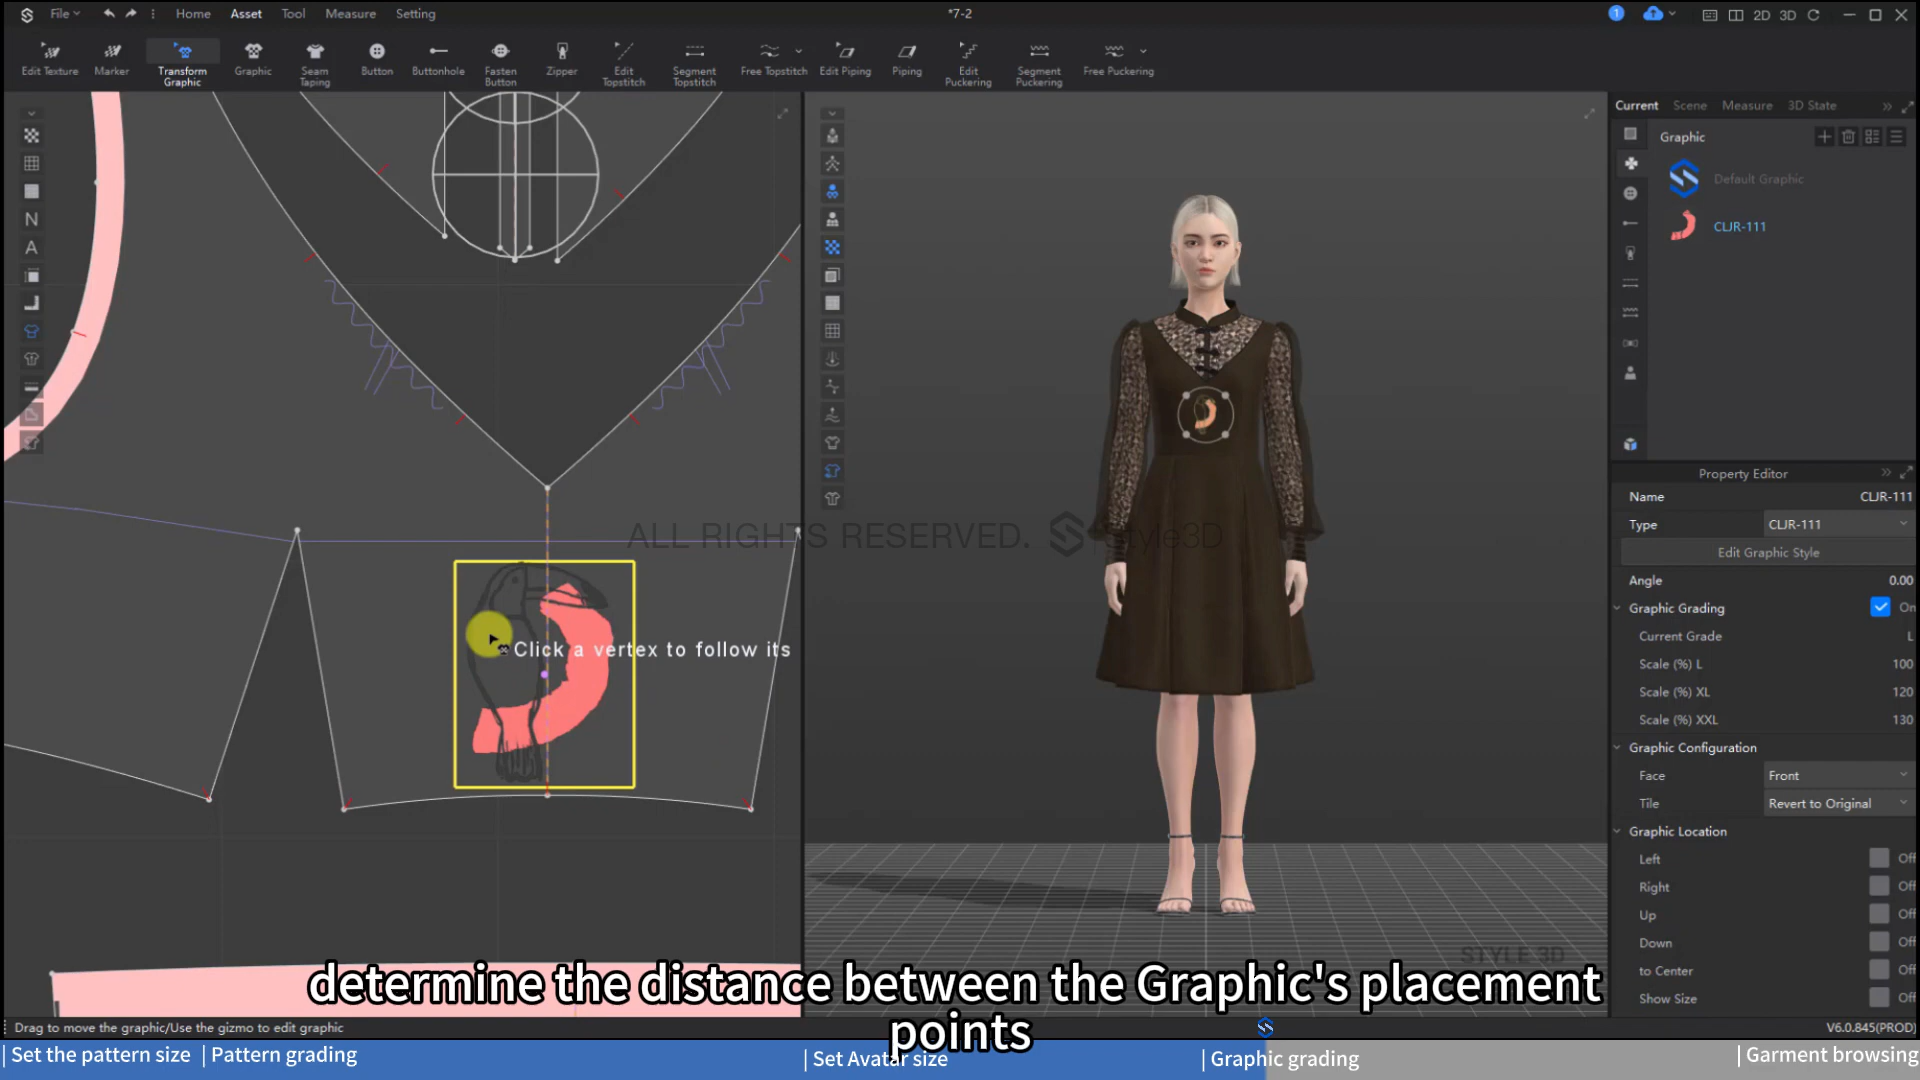 File
Home
Asset
Tool
Measure
Setting
*7-2
1
2D
3D
Edit Texture
Marker
Transform
Graphic
Graphic
Seam
Taping
Button
Buttonhole
Fasten
Button
Zipper
Edit
Topstitch
Segment
Topstitch
Free Topstitch
Edit Piping
Piping
Edit
Puckering
Segment
Puckering
Free Puckering
Current
Scene
Measure
3D State
Graphic
Default Graphic
CLJR-111
Property Editor
Name
CLJR-111
Type
CLJR-111
Edit Graphic Style
Angle
0.00
Graphic Grading
On
Current Grade
L
Scale (%) L
100
Scale (%) XL
120
Scale (%) XXL
130
Graphic Configuration
Face
Front
Tile
Revert to Original
Graphic Location
Left
Off
Right
Off
Up
Off
Down
Off
to Center
Off
Show Size
Off
ALL RIGHTS RESERVED.
Style3D
Click a vertex to follow its
STYLE 3D
determine the distance between the Graphic's placement
points
Drag to move the graphic/Use the gizmo to edit graphic
V6.0.845(PROD)
| Set the pattern size
| Pattern grading
| Set Avatar size
| Graphic grading
| Garment browsing